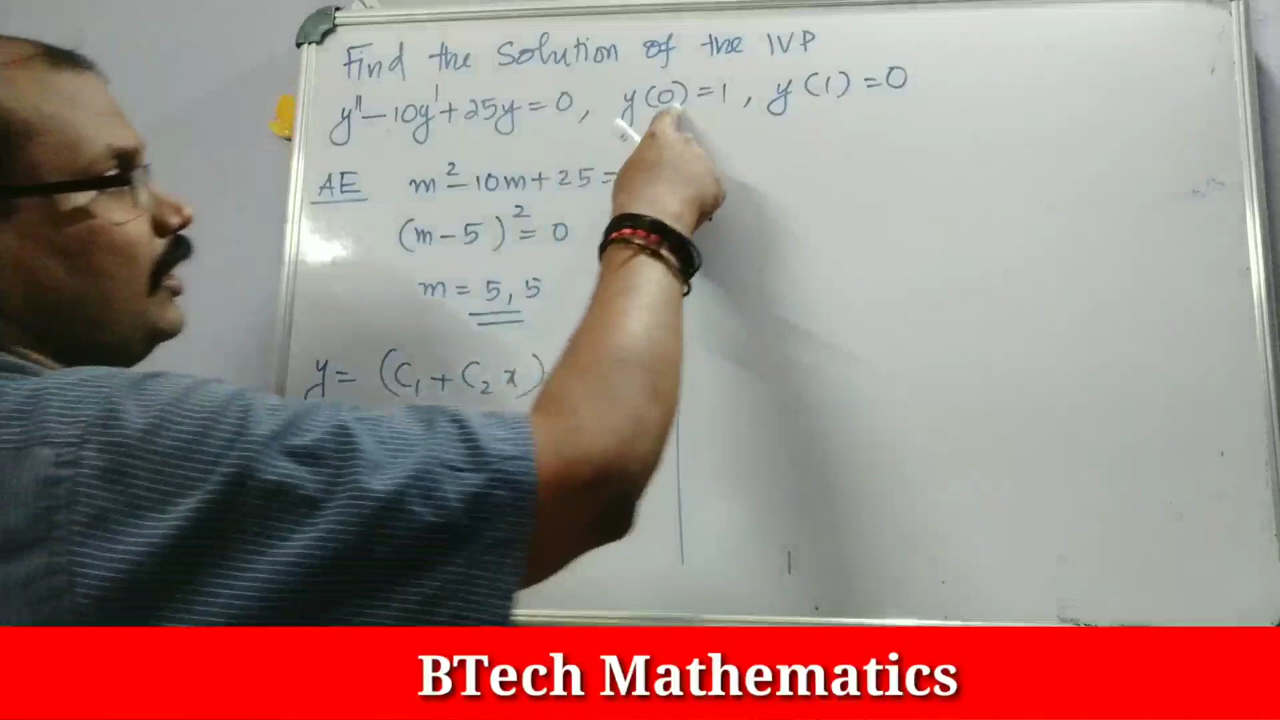 Find the Solution of the IVP
y'' - 10y' + 25y = 0, y(0) = 1, y(1) = 0
AE m² - 10m + 25 =
(m - 5)² = 0
m = 5, 5
y = (C₁ + C₂ x)
BTech Mathematics